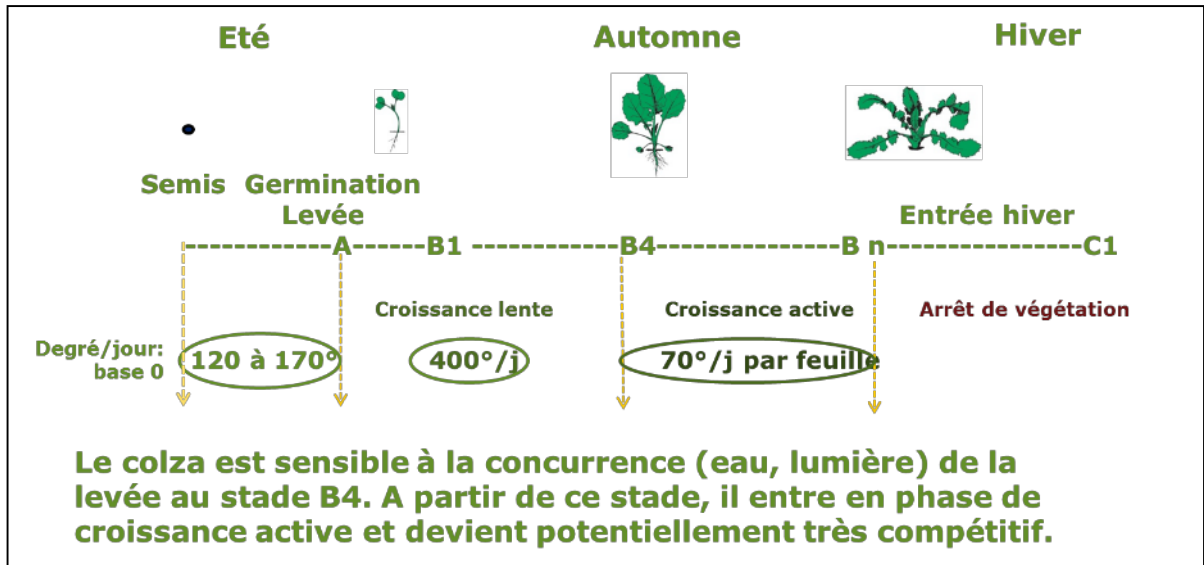 Eté Automne Hiver
Semis Germination
Levée Entrée hiver
------------A------B1 -----------B4--------------B n---------------C1
Croissance lente Croissance active Arrêt de végétation
Degré/jour:
base 0
120 à 170° 400°/j 70°/j par feuille
Le colza est sensible à la concurrence (eau, lumière) de la
levée au stade B4. A partir de ce stade, il entre en phase de
croissance active et devient potentiellement très compétitif.